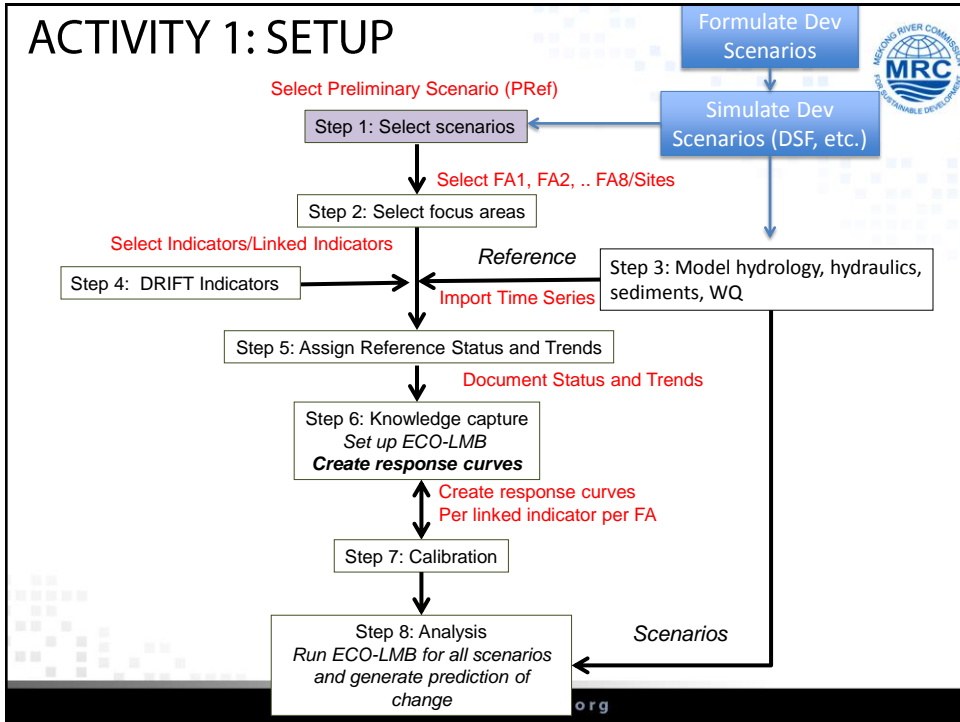 ACTIVITY 1: SETUP
Formulate Dev
Scenarios
MEKONG RIVER COMMISSION
MRC
FOR SUSTAINABLE DEVELOPMENT
Select Preliminary Scenario (PRef)
Step 1: Select scenarios
Simulate Dev
Scenarios (DSF, etc.)
Select FA1, FA2, .. FA8/Sites
Step 2: Select focus areas
Select Indicators/Linked Indicators
Reference
Step 3: Model hydrology, hydraulics,
sediments, WQ
Step 4:  DRIFT Indicators
Import Time Series
Step 5: Assign Reference Status and Trends
Document Status and Trends
Step 6: Knowledge capture
Set up ECO-LMB
Create response curves
Create response curves
Per linked indicator per FA
Step 7: Calibration
Step 8: Analysis
Run ECO-LMB for all scenarios
and generate prediction of
change
Scenarios
org